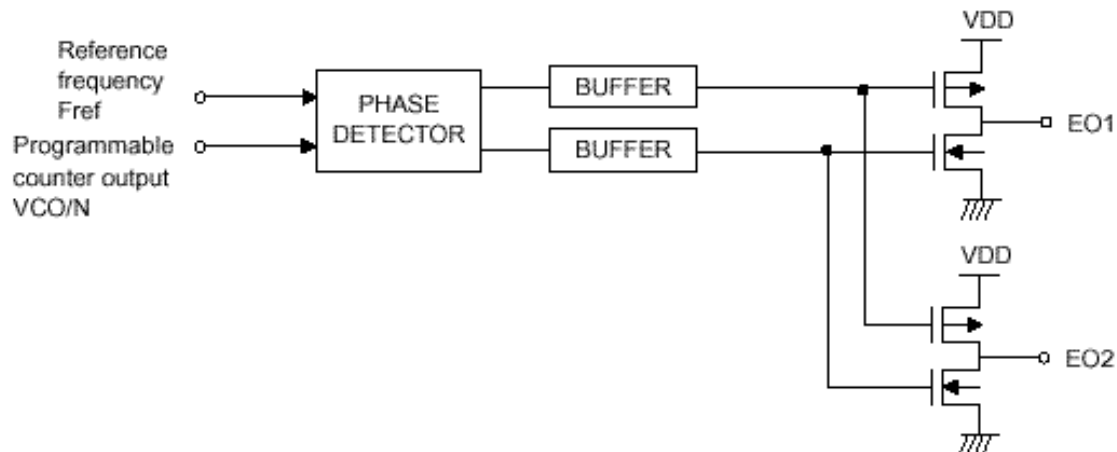 Reference
frequency
Fref
Programmable
counter output
VCO/N
PHASE
DETECTOR
BUFFER
BUFFER
VDD
EO1
VDD
EO2